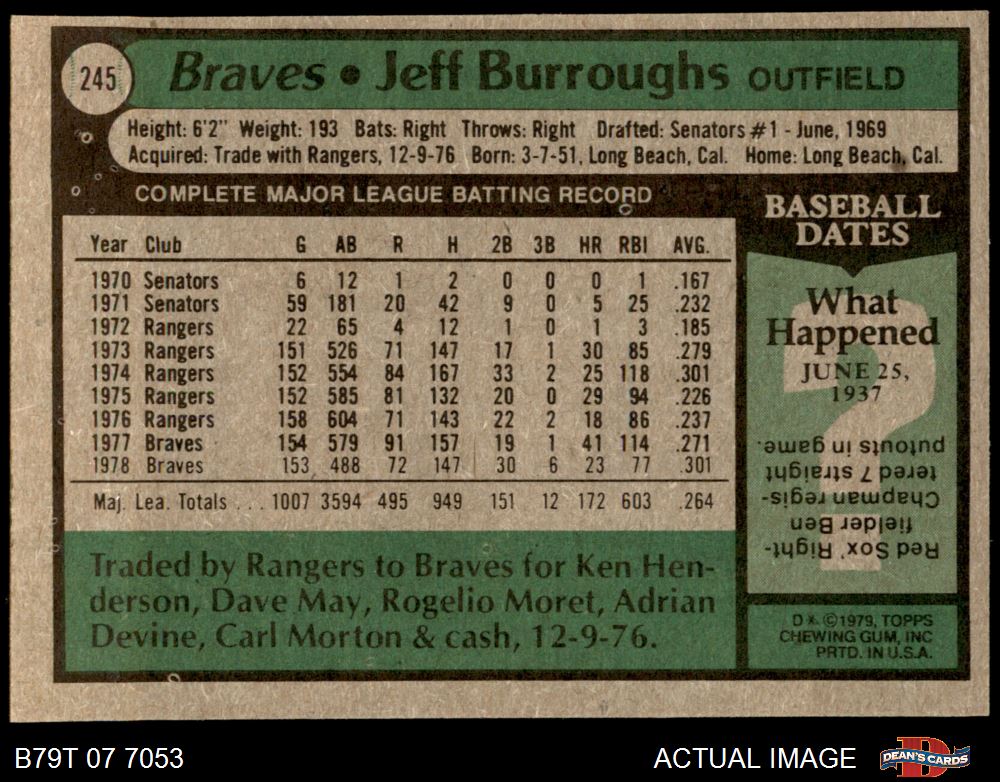 245
Braves • Jeff Burroughs OUTFIELD
Height: 6'2" Weight: 193 Bats: Right Throws: Right Drafted: Senators #1 - June, 1969
Acquired: Trade with Rangers, 12-9-76 Born: 3-7-51, Long Beach, Cal. Home: Long Beach, Cal.
COMPLETE MAJOR LEAGUE BATTING RECORD
Year Club G AB R H 2B 3B HR RBI AVG.
1970 Senators 6 12 1 2 0 0 0 1 .167
1971 Senators 59 181 20 42 9 0 5 25 .232
1972 Rangers 22 65 4 12 1 0 1 3 .185
1973 Rangers 151 526 71 147 17 1 30 85 .279
1974 Rangers 152 554 84 167 33 2 25 118 .301
1975 Rangers 152 585 81 132 20 0 29 94 .226
1976 Rangers 158 604 71 143 22 2 18 86 .237
1977 Braves 154 579 91 157 19 1 41 114 .271
1978 Braves 153 488 72 147 30 6 23 77 .301
Maj. Lea. Totals . . . 1007 3594 495 949 151 12 172 603 .264
Traded by Rangers to Braves for Ken Hen-
derson, Dave May, Rogelio Moret, Adrian
Devine, Carl Morton & cash, 12-9-76.
BASEBALL
DATES
What
Happened
JUNE 25,
1937
?
Red Sox' Right-
fielder Ben
Chapman regis-
tered 7 straight
putouts in game.
D*. ©1979, TOPPS
CHEWING GUM, INC
PRTD. IN U.S.A.
B79T 07 7053
ACTUAL IMAGE
DEAN'S CARDS